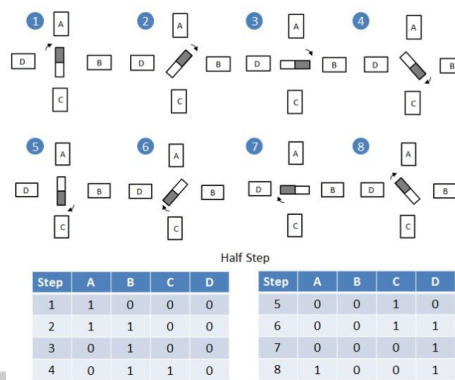 1 A 2 A 3 A 4 A
D B D B D B D B
C C C C
5 A 6 A 7 A 8 A
D B D B D B D B
C C C C
Half Step
Step A B C D
1 1 0 0 0
2 1 1 0 0
3 0 1 0 0
4 0 1 1 0
Step A B C D
5 0 0 1 0
6 0 0 1 1
7 0 0 0 1
8 1 0 0 1